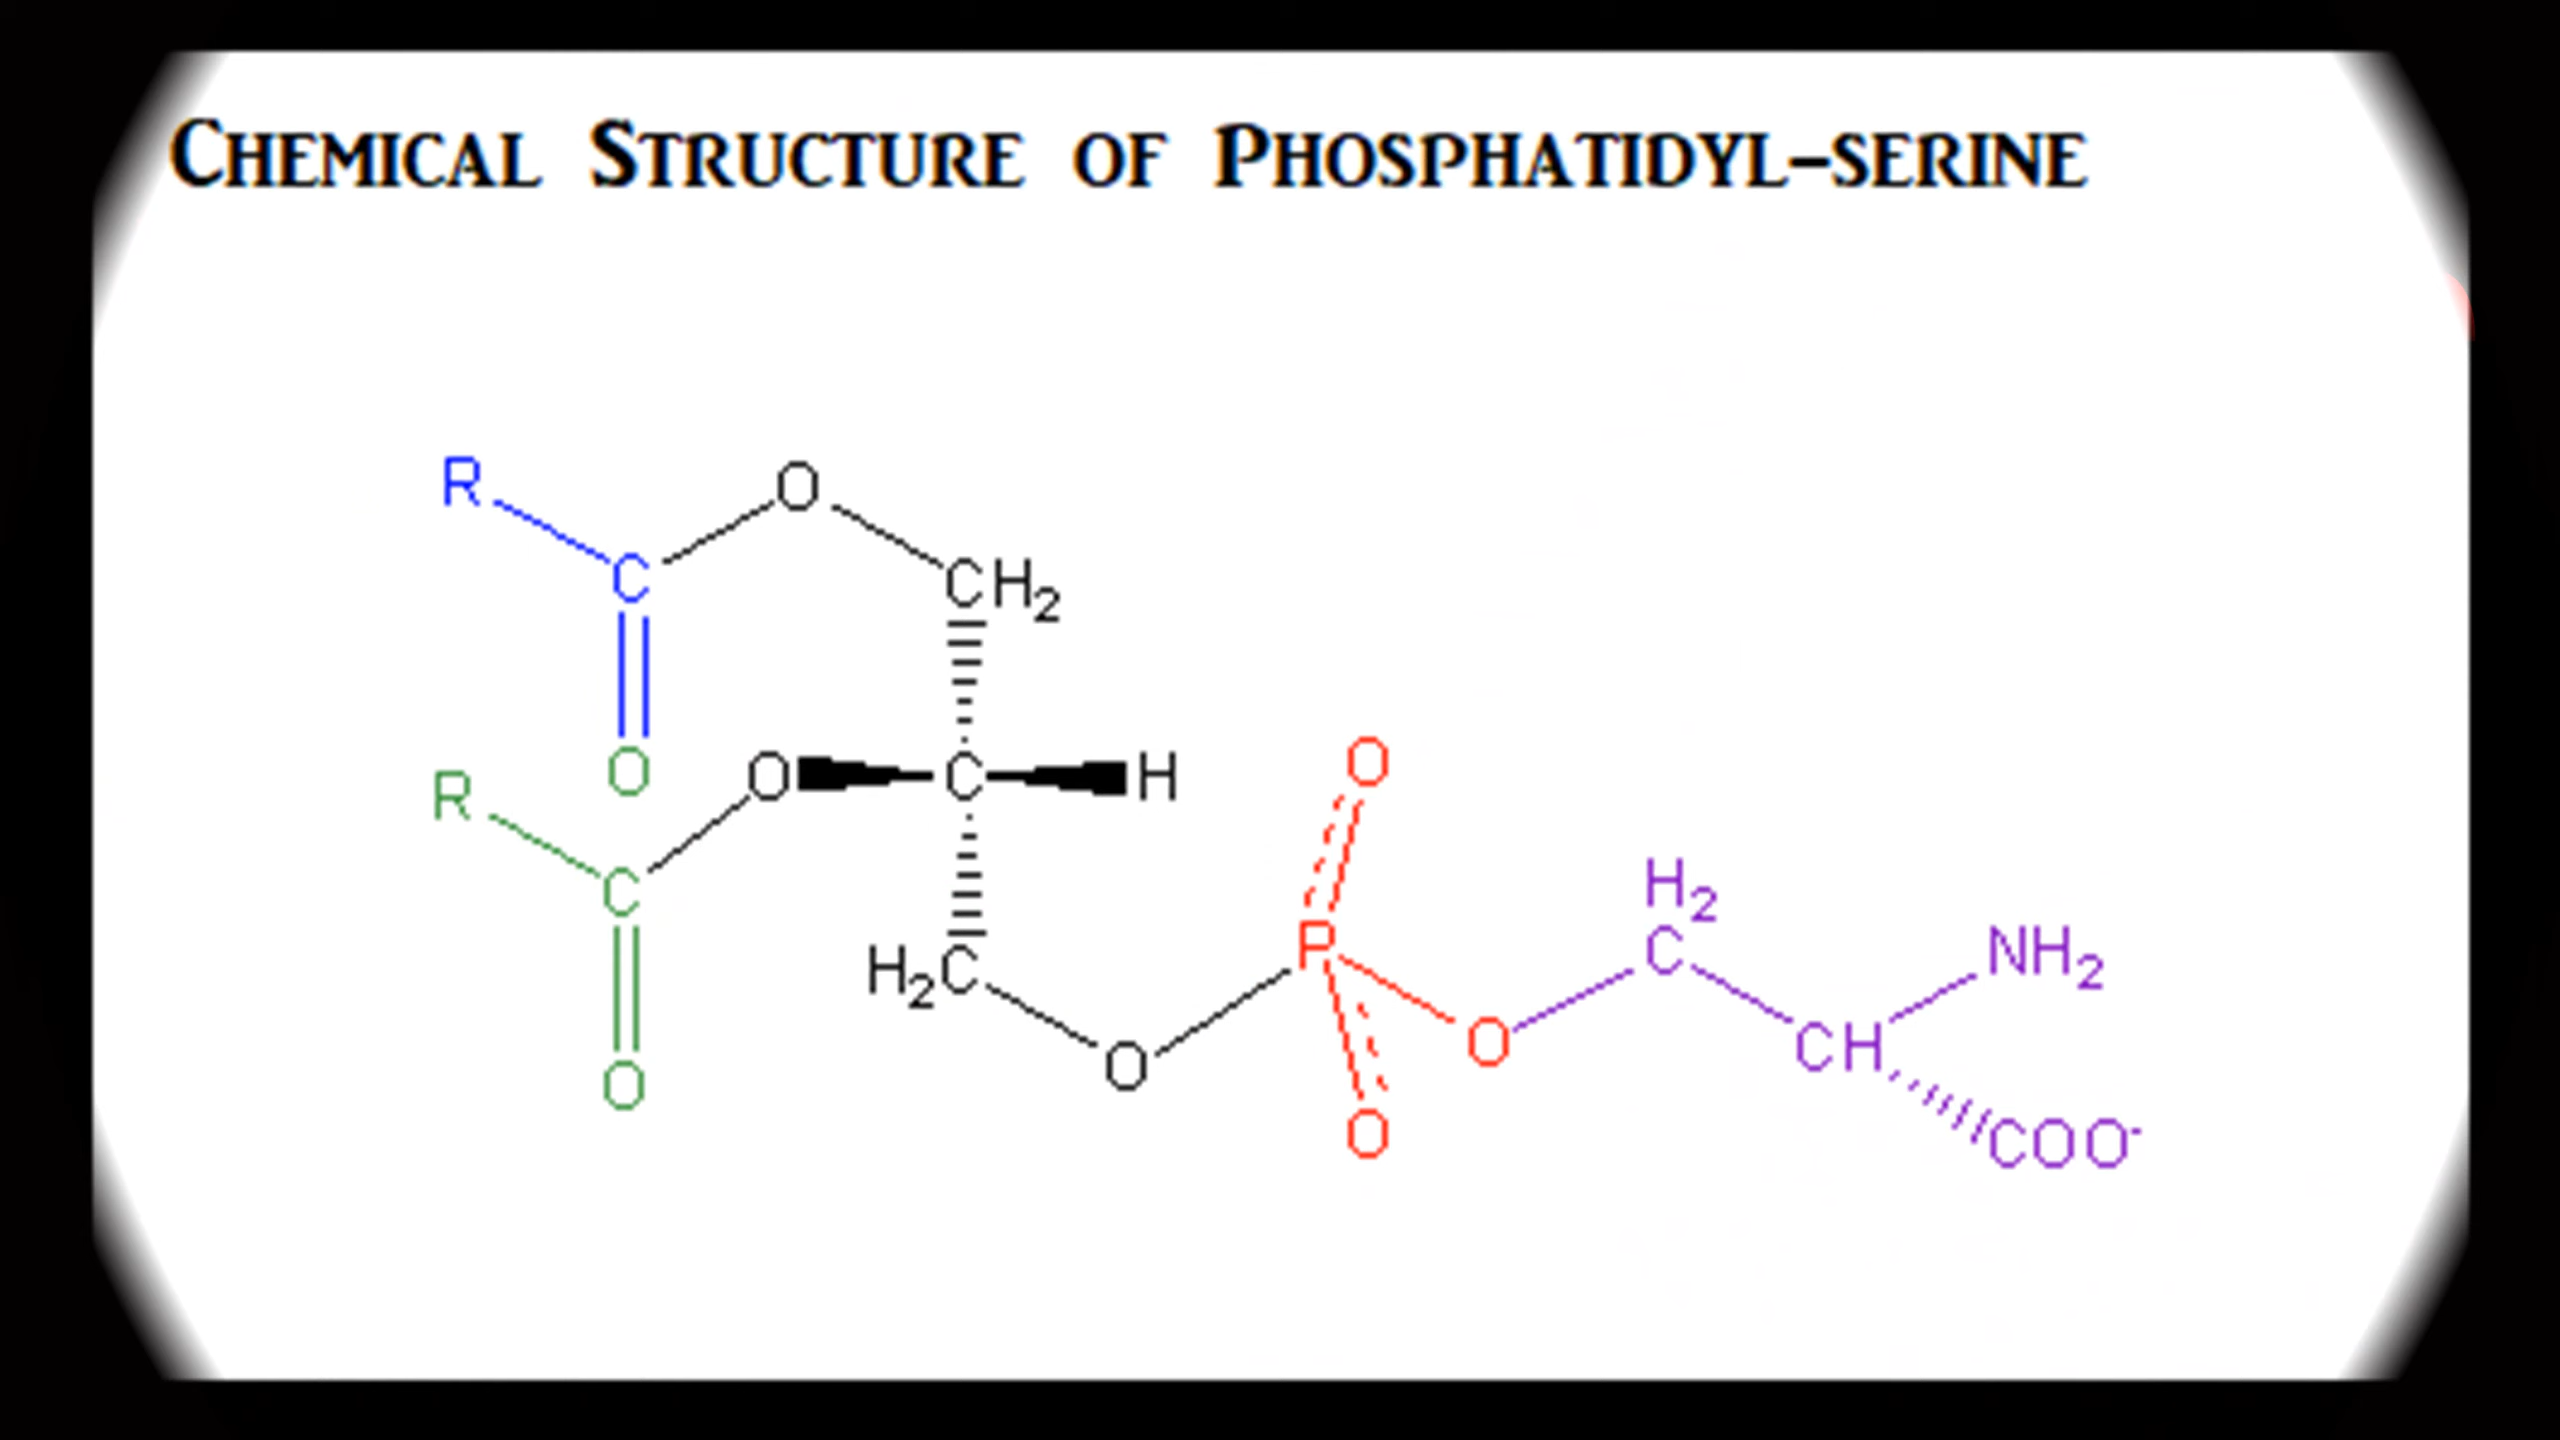 Chemical Structure of Phosphatidyl-serine
R
O
C
CH2
O
O
C
H
R
O
C
H2
P
C
NH2
H2C
CH
O
O
O
O
COO-